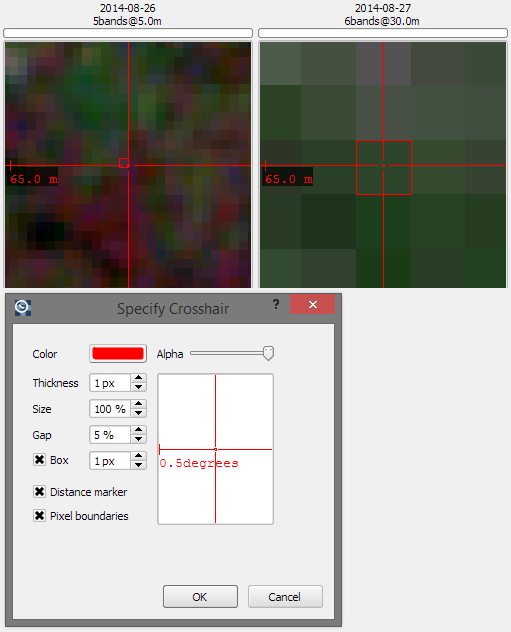 2014-08-26
5bands@5.0m
2014-08-27
6bands@30.0m
65.0 m
65.0 m
Specify Crosshair
?
Color
Alpha
Thickness
1 px
Size
100 %
Gap
5 %
Box
1 px
0.5degrees
Distance marker
Pixel boundaries
OK
Cancel